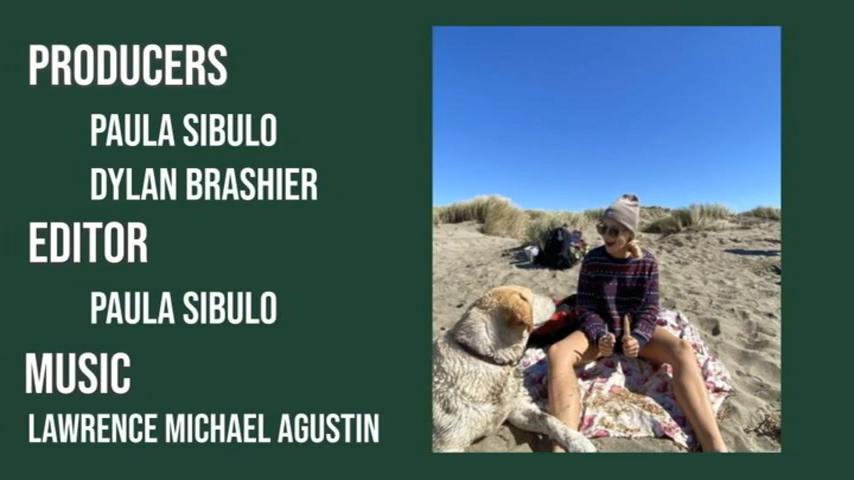 PRODUCERS
PAULA SIBULO
DYLAN BRASHIER
EDITOR
PAULA SIBULO
MUSIC
LAWRENCE MICHAEL AGUSTIN